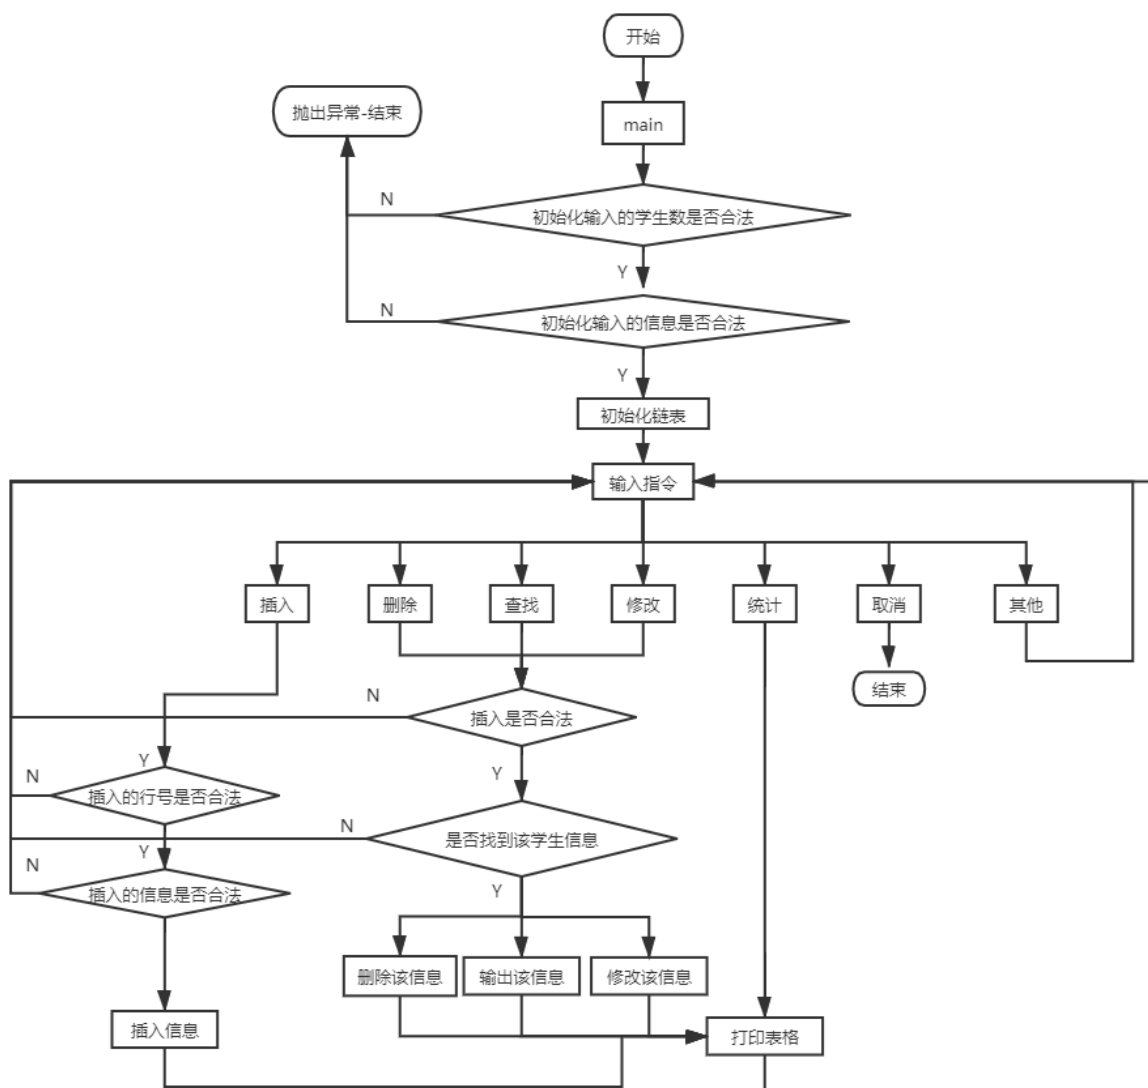 开始
抛出异常-结束
main
N
初始化输入的学生数是否合法
Y
N
初始化输入的信息是否合法
Y
初始化链表
输入指令
插入
删除
查找
修改
统计
取消
其他
结束
N
插入是否合法
Y
N
插入的行号是否合法
Y
N
是否找到该学生信息
Y
N
插入的信息是否合法
Y
删除该信息
输出该信息
修改该信息
插入信息
打印表格